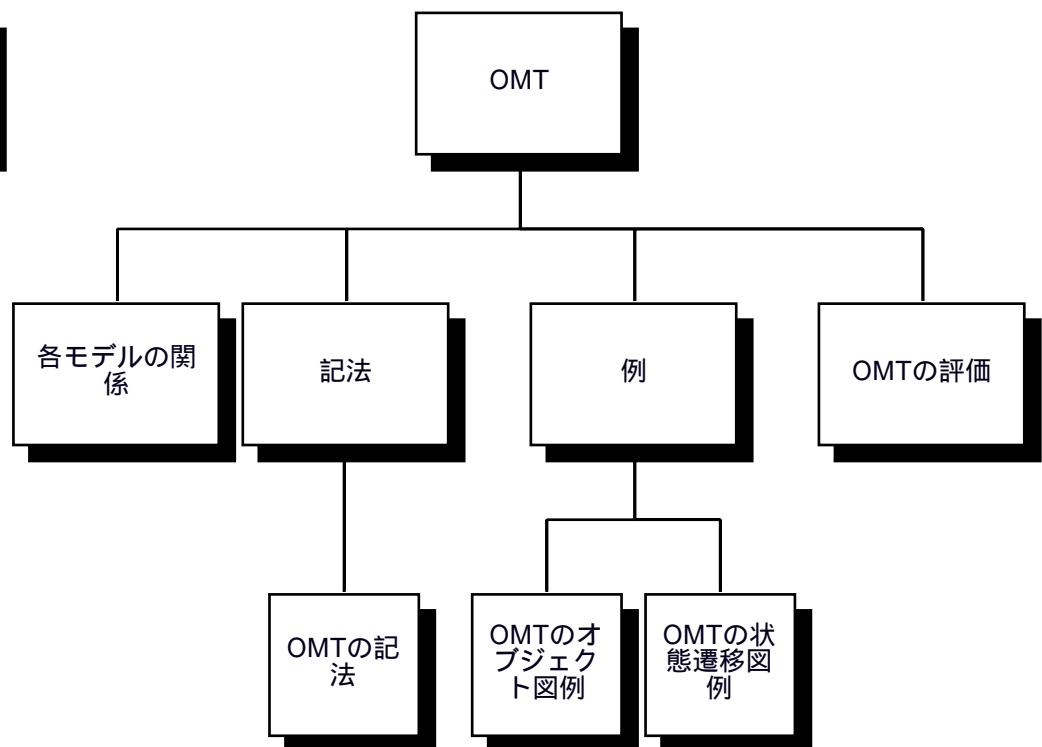 OMT
各モデルの関
係
記法
例
OMTの評価
OMTの記
法
OMTのオ
ブジェク
ト図例
OMTの状
態遷移図
例